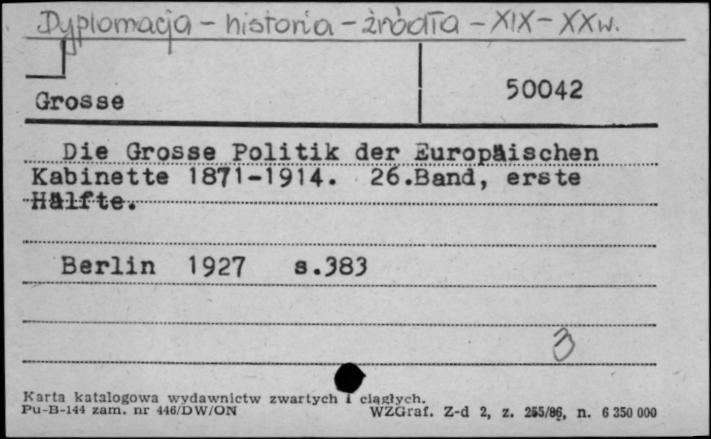 Dyplomacja - historia - źródła - XIX - XX w.
50042
Grosse
Die Grosse Politik der Europäischen
Kabinette 1871-1914. 26.Band, erste
Hälfte.
Berlin 1927 s.383
3
Karta katalogowa wydawnictw zwartych i ciągłych.
Pu-B-144 zam. nr 446/DW/ON WZGraf. Z-d 2, z. 255/86, n. 6 350 000